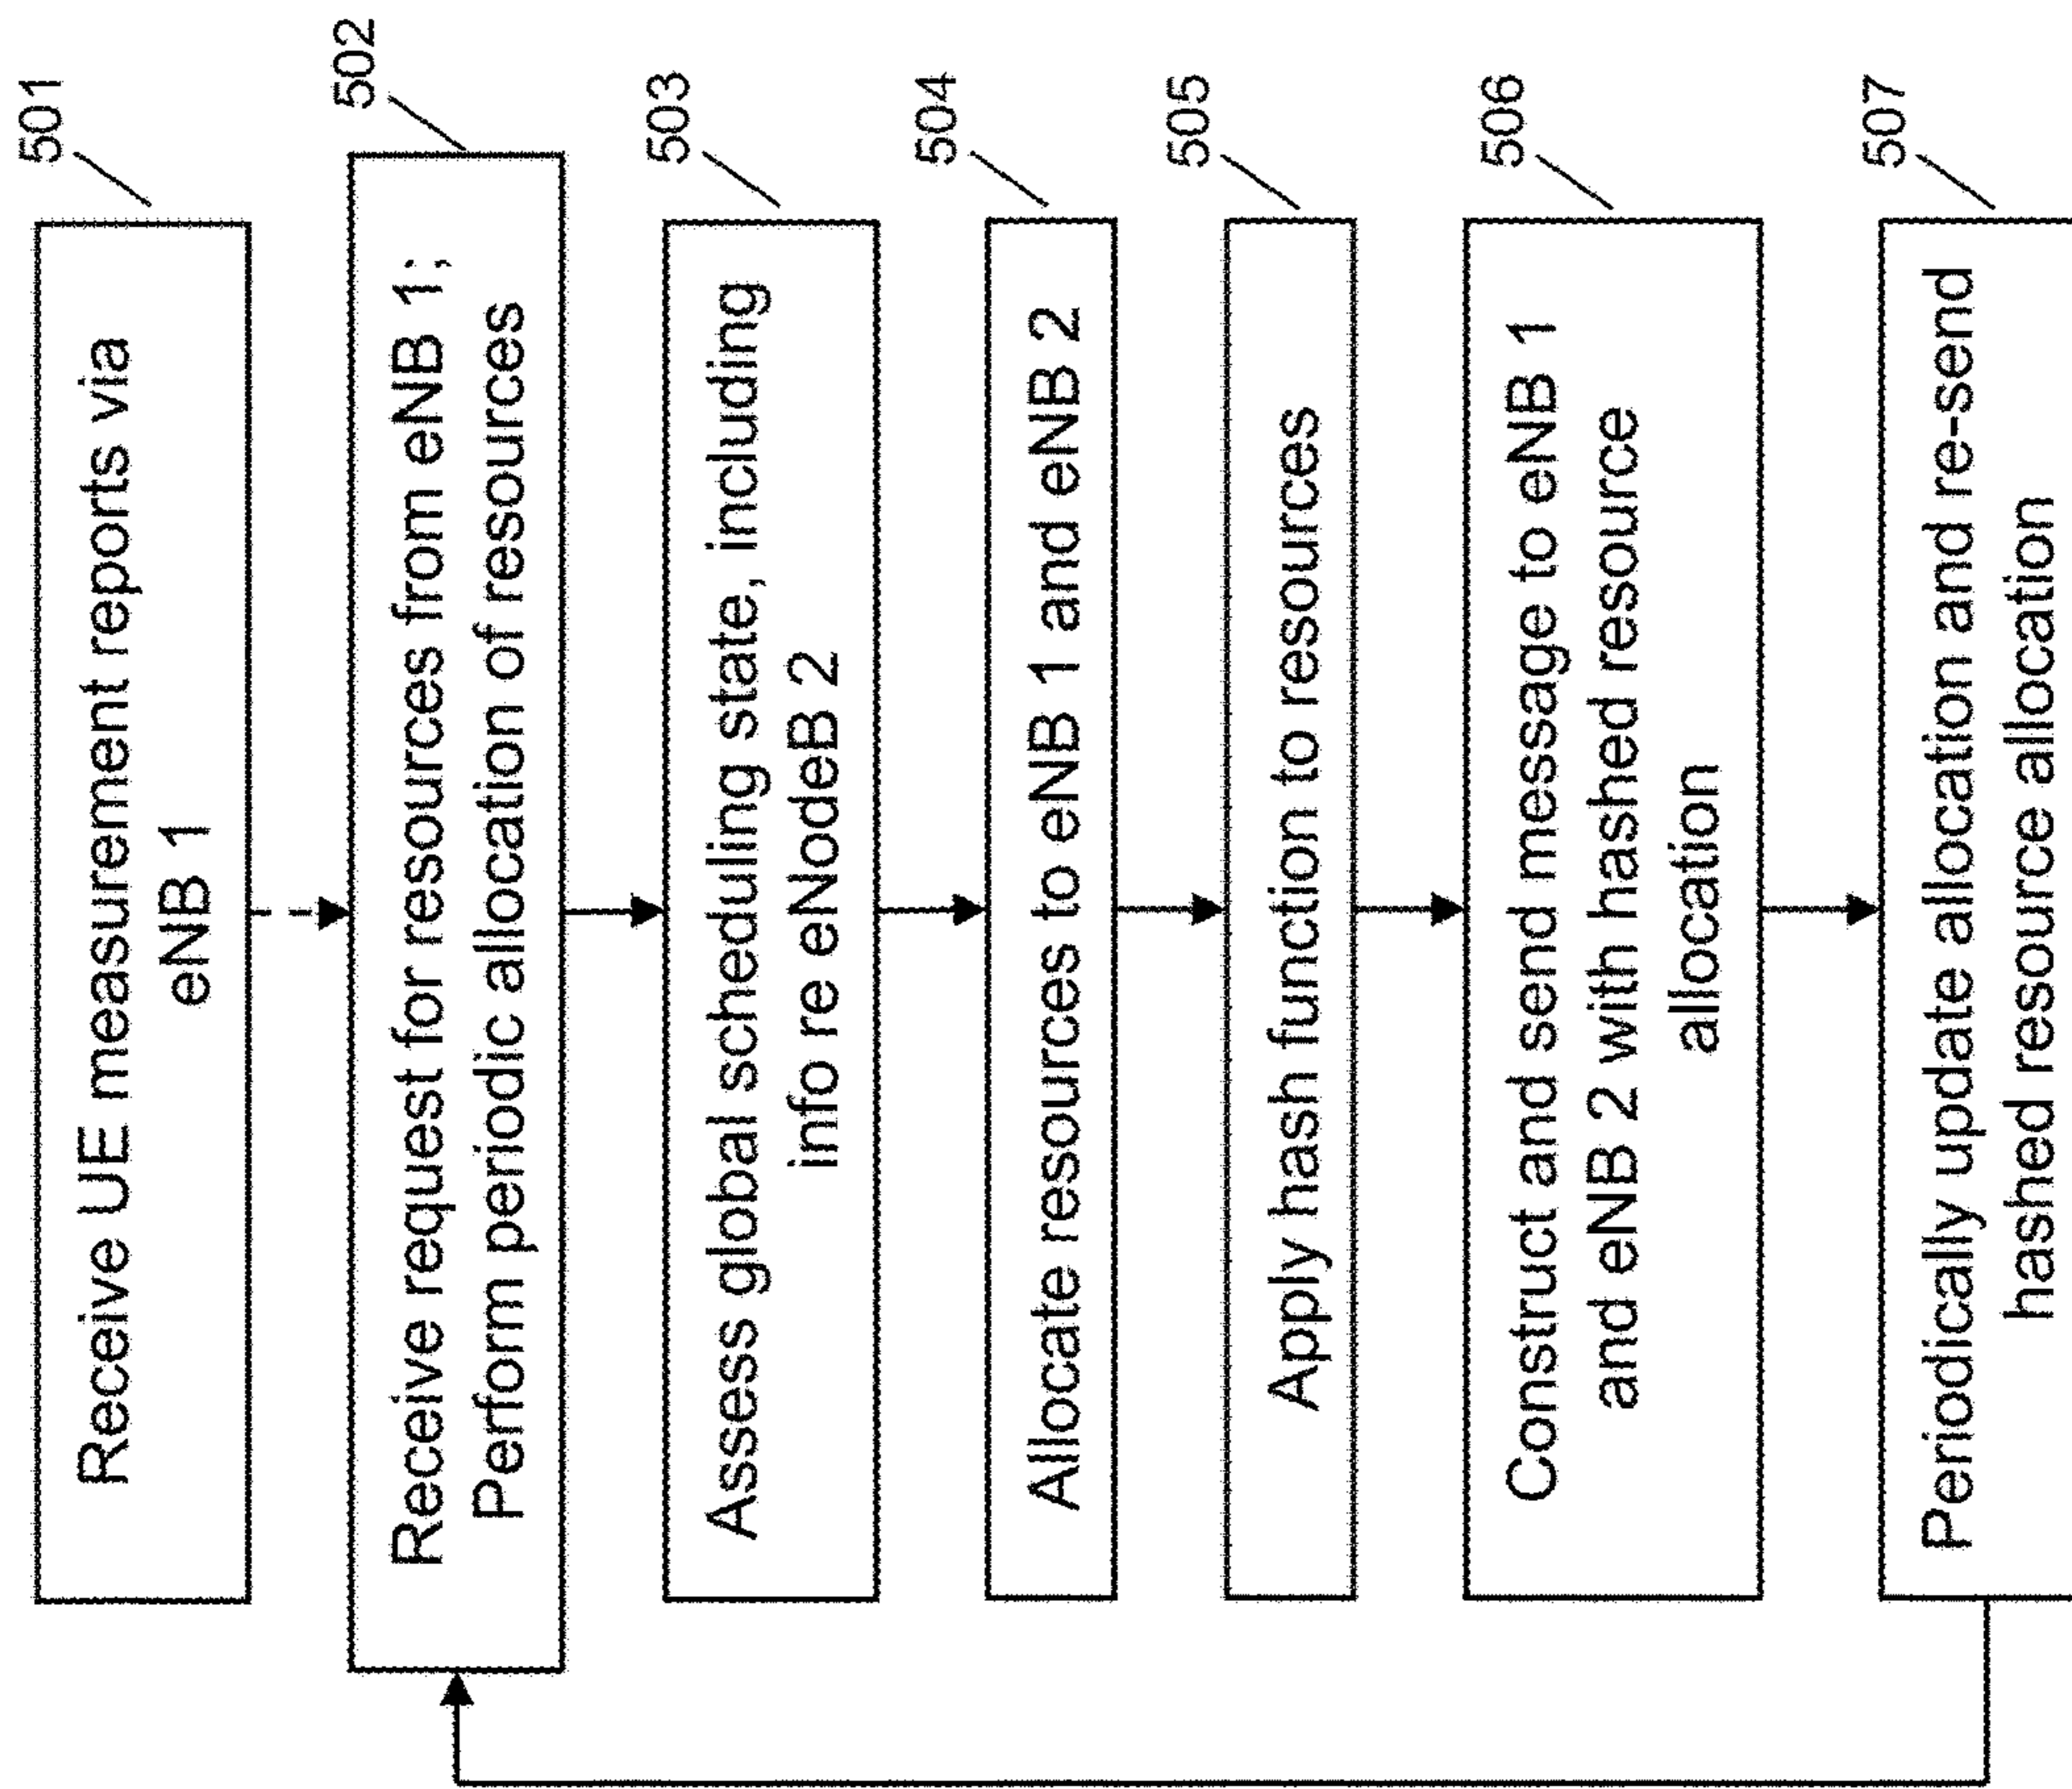 501
Receive UE measurement reports via
eNB 1
502
Receive request for resources from eNB 1;
Perform periodic allocation of resources
503
Assess global scheduling state, including
info re eNodeB 2
504
Allocate resources to eNB 1 and eNB 2
505
Apply hash function to resources
506
Construct and send message to eNB 1
and eNB 2 with hashed resource
allocation
507
Periodically update allocation and re-send
hashed resource allocation